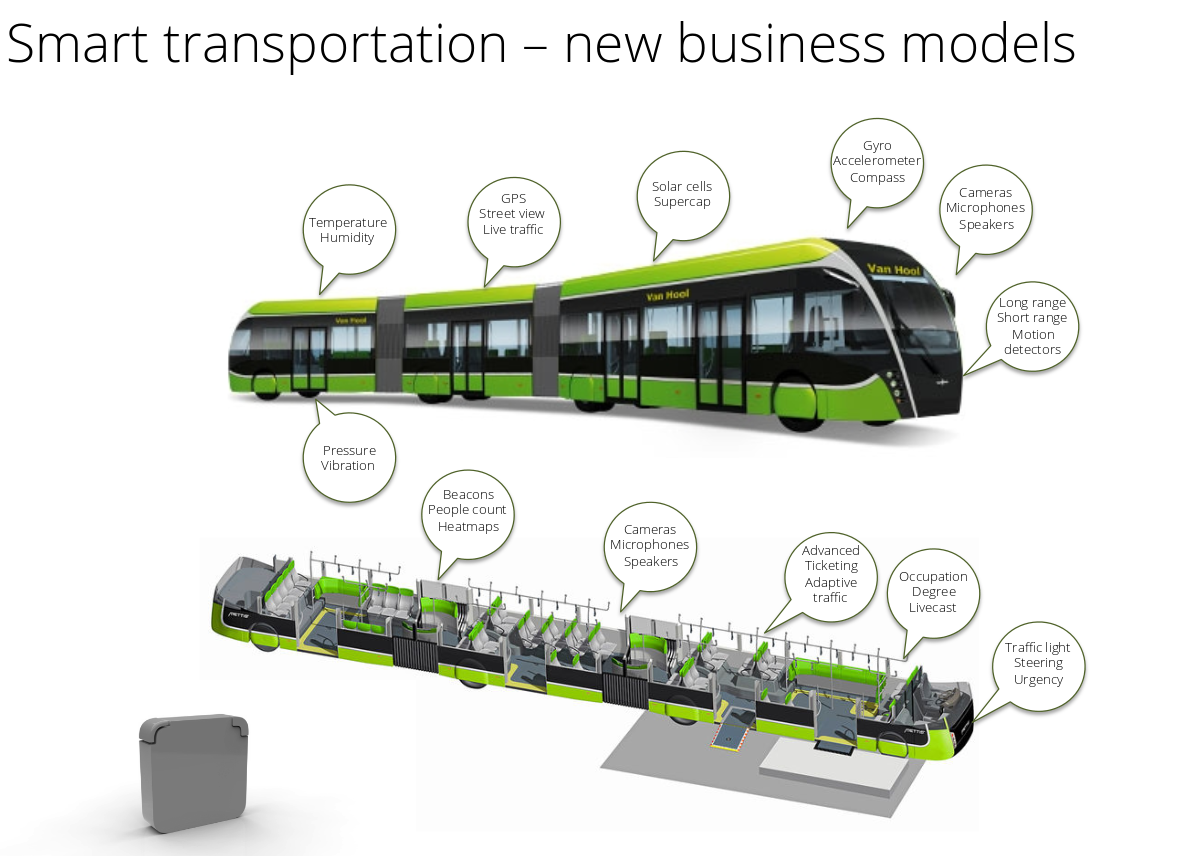 Smart transportation – new business models
Gyro
Accelerometer
Compass
Solar cells
Supercap
Cameras
Microphones
Speakers
GPS
Street view
Live traffic
Temperature
Humidity
Van Hool
Van Hool
Van Hool
Long range
Short range
Motion
detectors
Pressure
Vibration
Beacons
People count
Heatmaps
Cameras
Microphones
Speakers
Advanced
Ticketing
Adaptive
traffic
Occupation
Degree
Livecast
Traffic light
Steering
Urgency
METTIS
METTIS